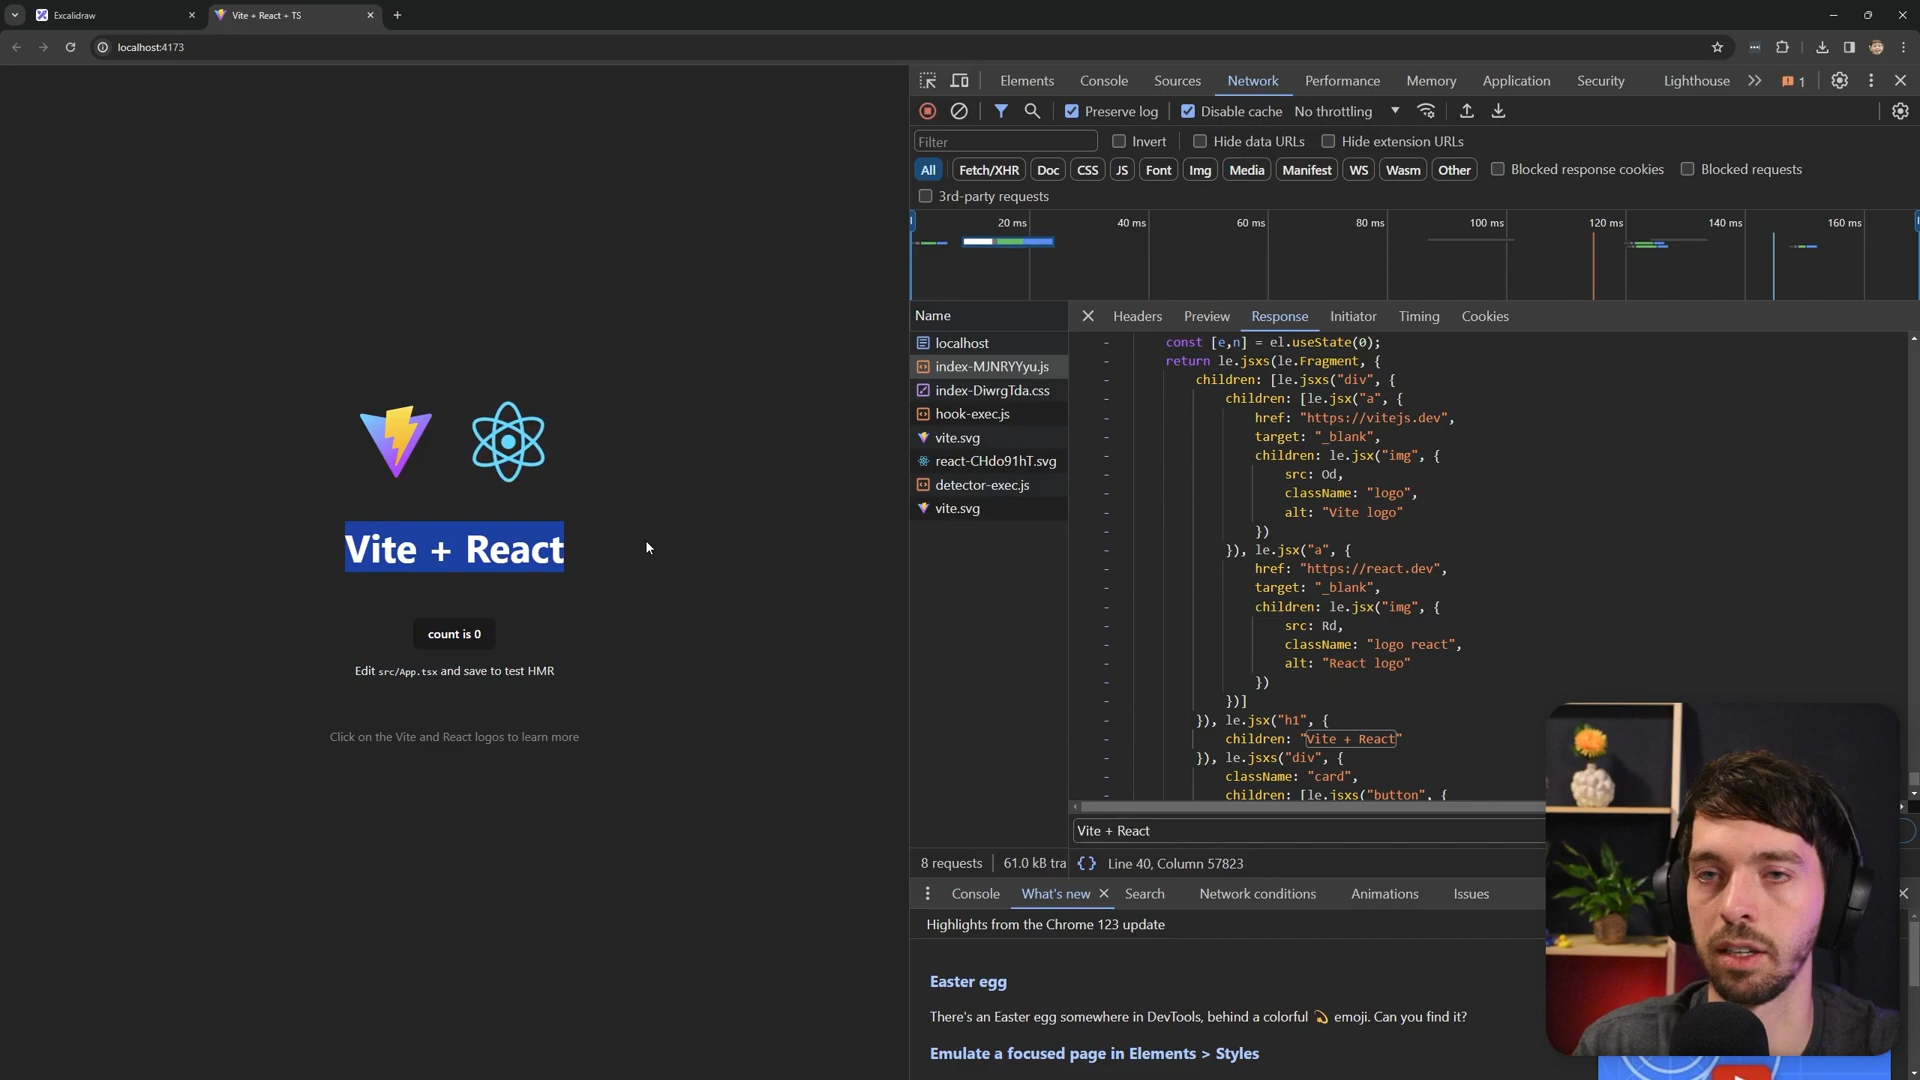 Excalidraw
Vite + React + TS
localhost:4173
Vite + React
count is 0
Edit src/App.tsx and save to test HMR
Click on the Vite and React logos to learn more
Elements Console Sources Network Performance Memory Application Security Lighthouse 1
Preserve log Disable cache No throttling
Filter Invert Hide data URLs Hide extension URLs
All Fetch/XHR Doc CSS JS Font Img Media Manifest WS Wasm Other Blocked response cookies Blocked requests
3rd-party requests
20 ms 40 ms 60 ms 80 ms 100 ms 120 ms 140 ms 160 ms
Name
localhost
index-MJNRYYyu.js
index-DiwrgTda.css
hook-exec.js
vite.svg
react-CHdo91hT.svg
detector-exec.js
vite.svg
8 requests 61.0 kB tra
Headers Preview Response Initiator Timing Cookies
- const [e,n] = el.useState(0);
- return le.jsxs(le.Fragment, {
- children: [le.jsxs("div", {
- children: [le.jsx("a", {
- href: "https://vitejs.dev",
- target: "_blank",
- children: le.jsx("img", {
- src: Od,
- className: "logo",
- alt: "Vite logo"
- })
- }), le.jsx("a", {
- href: "https://react.dev",
- target: "_blank",
- children: le.jsx("img", {
- src: Rd,
- className: "logo react",
- alt: "React logo"
- })
- })]
- }), le.jsx("h1", {
- children: "Vite + React"
- }), le.jsxs("div", {
- className: "card",
- children: [le.jsxs("button", {
Vite + React
{} Line 40, Column 57823
Console What's new Search Network conditions Animations Issues
Highlights from the Chrome 123 update
Easter egg
There's an Easter egg somewhere in DevTools, behind a colorful 💫 emoji. Can you find it?
Emulate a focused page in Elements > Styles